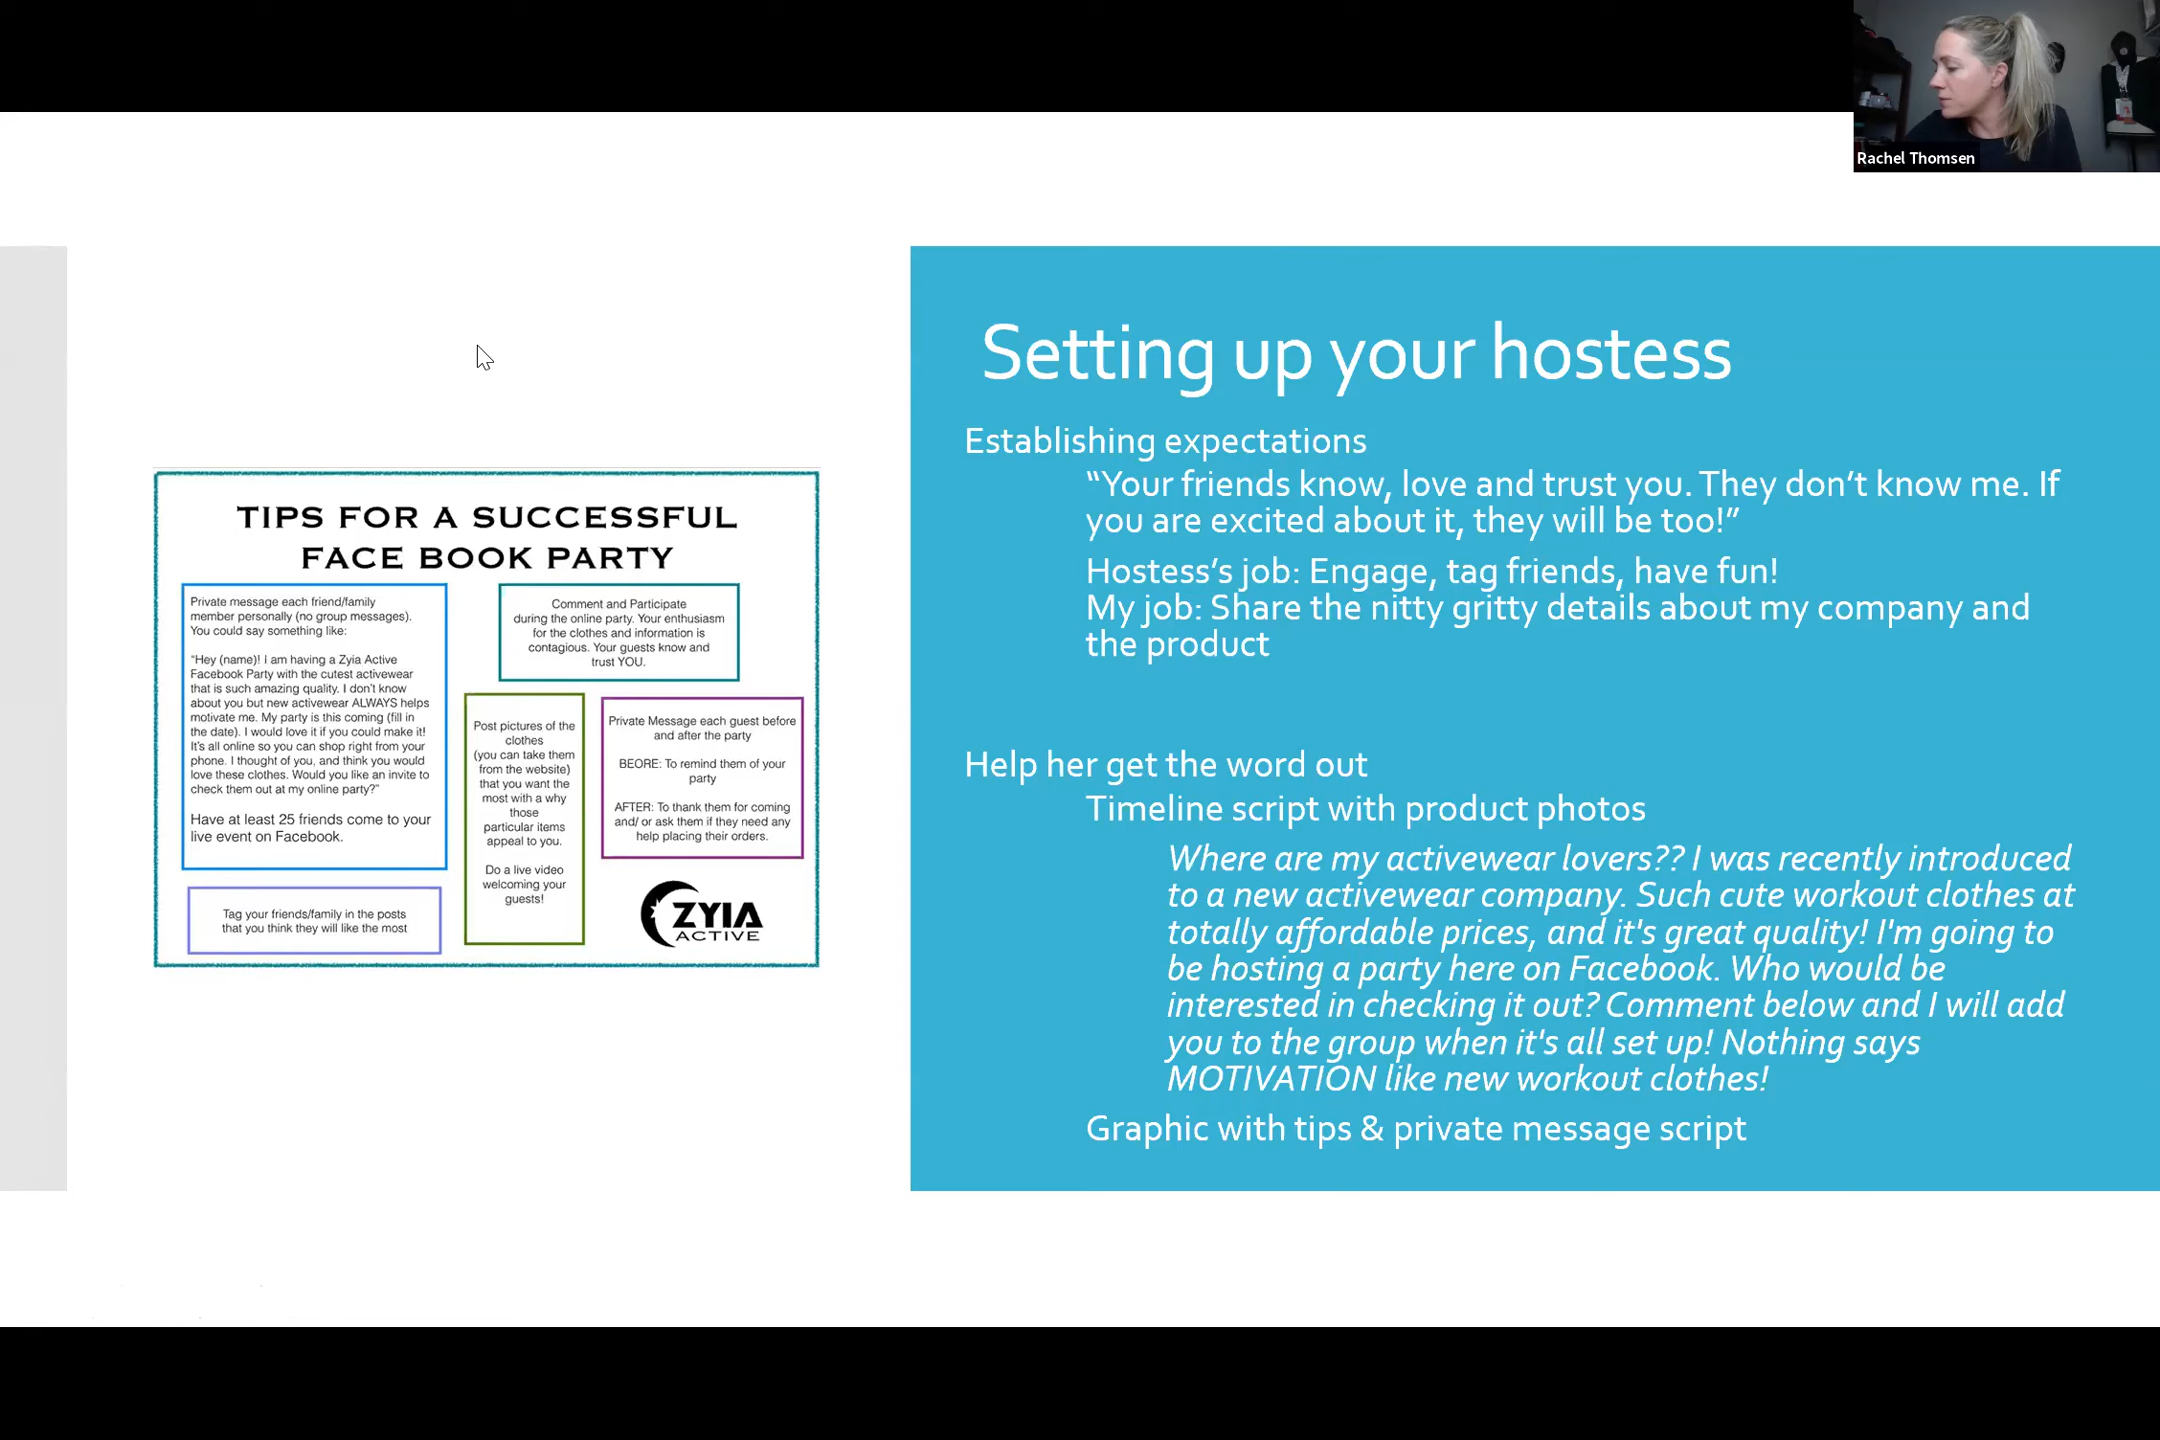 Rachel Thomsen
TIPS FOR A SUCCESSFUL
FACE BOOK PARTY
Private message each friend/family
member personally (no group messages).
You could say something like:
“Hey (name)! I am having a Zyia Active
Facebook Party with the cutest activewear
that is such amazing quality. I don’t know
about you but new activewear ALWAYS helps
motivate me. My party is this coming (fill in
the date). I would love it if you could make it!
It’s all online so you can shop right from your
phone. I thought of you, and think you would
love these clothes. Would you like an invite to
check them out at my online party?”
Have at least 25 friends come to your
live event on Facebook.
Tag your friends/family in the posts
that you think they will like the most
Comment and Participate
during the online party. Your enthusiasm
for the clothes and information is
contagious. Your guests know and
trust YOU.
Post pictures of the
clothes
(you can take them
from the website)
that you want the
most with a why
those
particular items
appeal to you.
Do a live video
welcoming your
guests!
Private Message each guest before
and after the party
BEORE: To remind them of your
party
AFTER: To thank them for coming
and/ or ask them if they need any
help placing their orders.
ZYIA
ACTIVE
Setting up your hostess
Establishing expectations
“Your friends know, love and trust you. They don’t know me. If
you are excited about it, they will be too!”
Hostess’s job: Engage, tag friends, have fun!
My job: Share the nitty gritty details about my company and
the product
Help her get the word out
Timeline script with product photos
Where are my activewear lovers?? I was recently introduced
to a new activewear company. Such cute workout clothes at
totally affordable prices, and it's great quality! I'm going to
be hosting a party here on Facebook. Who would be
interested in checking it out? Comment below and I will add
you to the group when it's all set up! Nothing says
MOTIVATION like new workout clothes!
Graphic with tips & private message script